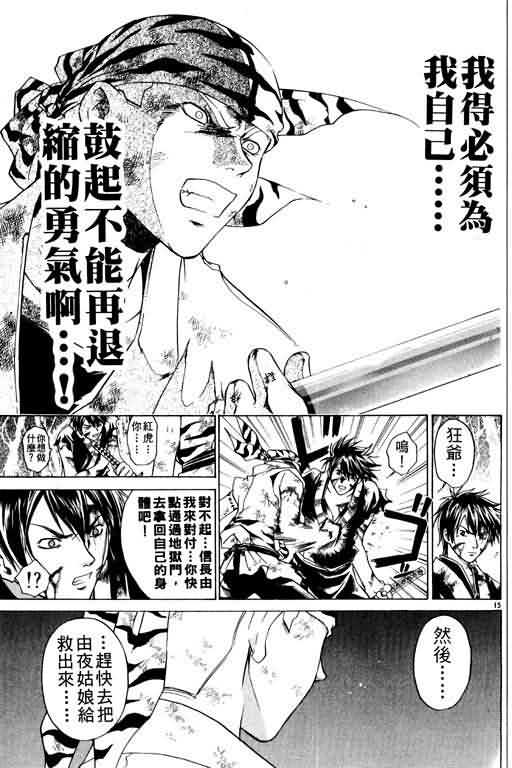 我得必須為
我自己……
鼓起不能再退
縮的勇氣啊…！
狂爺…
嗚！
紅虎
你…
你想做
什麼？
對不起…信長由
我來對付…你快
點通過地獄門，
去拿回自己的身
體吧！
!?
15
然後……
…趕快去把
由夜姑娘給
救出來……